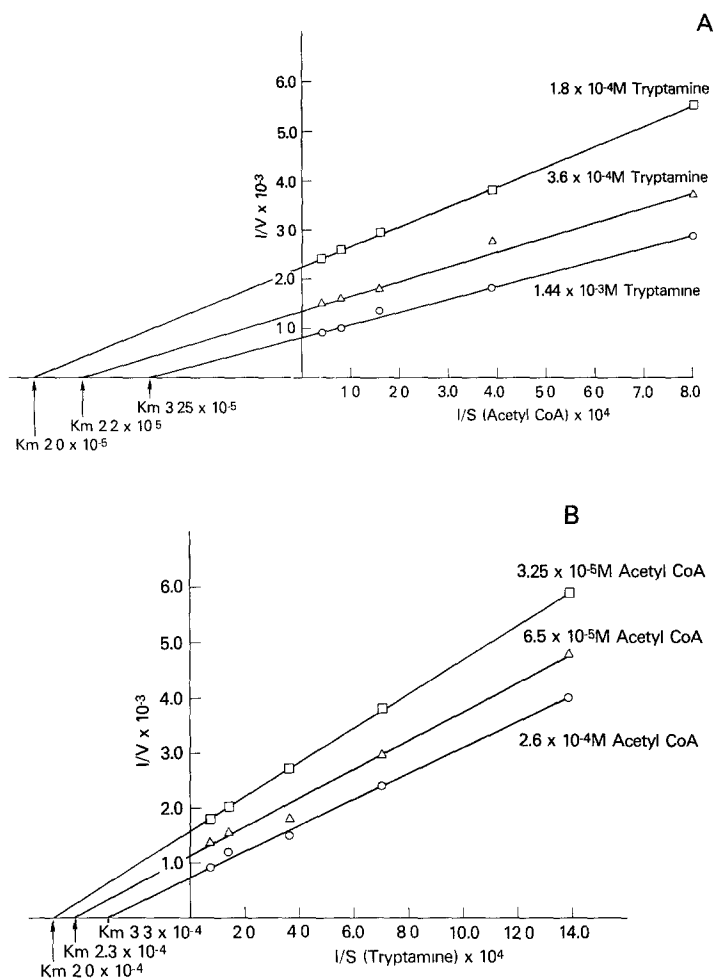 A
6.0
5.0
4.0
3.0
2.0
1 0
I/V x 10-3
1.8 x 10-4M Tryptamine
3.6 x 10-4M Tryptamine
1.44 x 10-3M Tryptamine
1 0 2 0 3 0 4.0 5.0 6.0 7.0 8.0
I/S (Acetyl CoA) x 10⁴
Km 3 25 x 10-5
Km 2 2 x 10 5
Km 2 0 x 10-5
B
6.0
5.0
4.0
3.0
2.0
1.0
I/V x 10-3
3.25 x 10-5M Acetyl CoA
6.5 x 10-5M Acetyl CoA
2.6 x 10-4M Acetyl CoA
2 0 4 0 6.0 8.0 10.0 12.0 14.0
I/S (Tryptamine) x 10⁴
Km 3 3 x 10-4
Km 2.3 x 10-4
Km 2 0 x 10-4